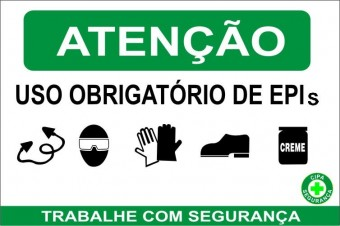 ATENÇÃO
USO OBRIGATÓRIO DE EPIs
CREME
CIPA
SEGURANÇA
TRABALHE COM SEGURANÇA